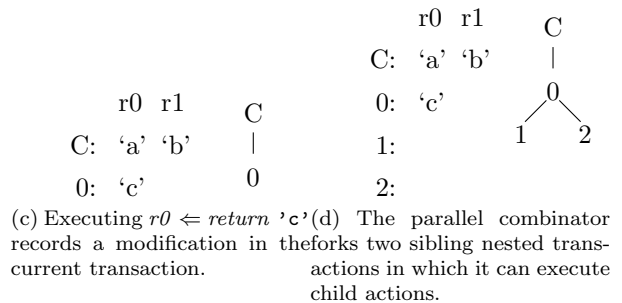 r0 r1
C: ‘a’ ‘b’
0: ‘c’
C
0
(c) Executing r0 ⇐ return 'c'
records a modification in the
current transaction.
r0 r1
C: ‘a’ ‘b’
0: ‘c’
1:
2:
C
0
1 2
(d) The parallel combinator
forks two sibling nested trans-
actions in which it can execute
child actions.